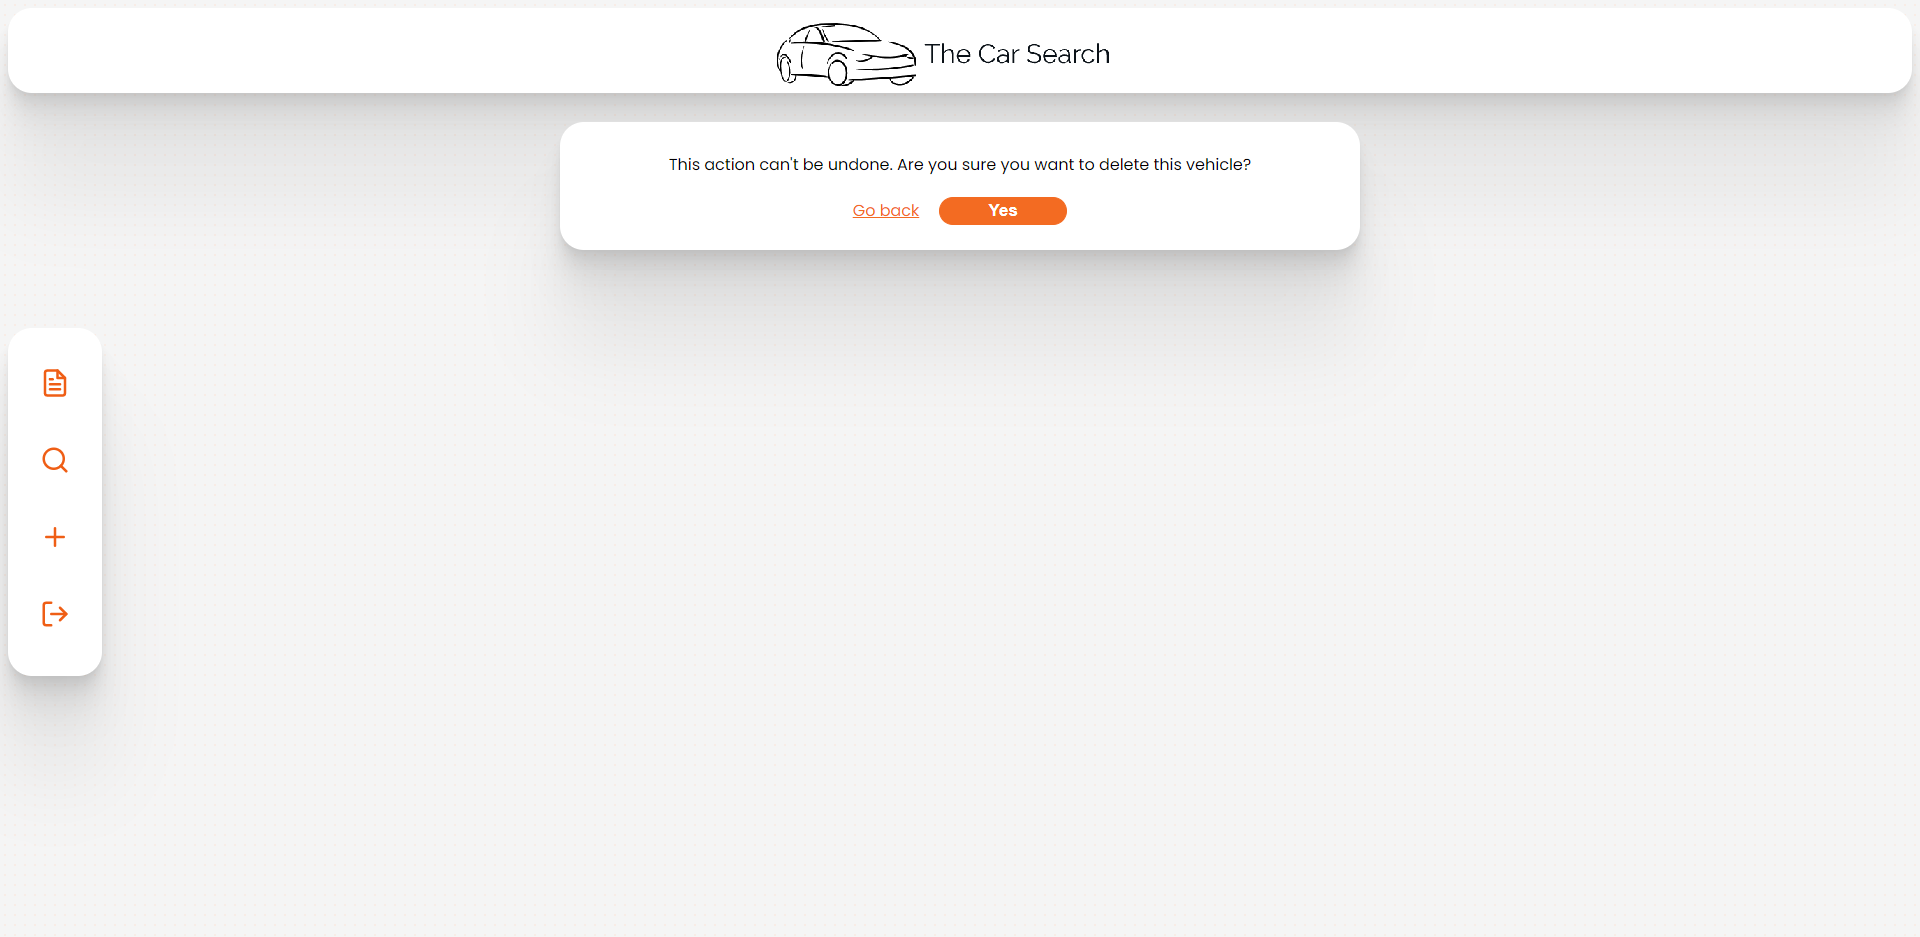 The Car Search
This action can't be undone. Are you sure you want to delete this vehicle?
Go back
Yes